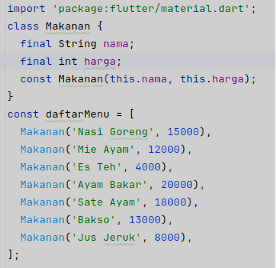 import 'package:flutter/material.dart';
class Makanan {
  final String nama;
  final int harga;
  const Makanan(this.nama, this.harga);
}
const daftarMenu = [
  Makanan('Nasi Goreng', 15000),
  Makanan('Mie Ayam', 12000),
  Makanan('Es Teh', 4000),
  Makanan('Ayam Bakar', 20000),
  Makanan('Sate Ayam', 18000),
  Makanan('Bakso', 13000),
  Makanan('Jus Jeruk', 8000),
];